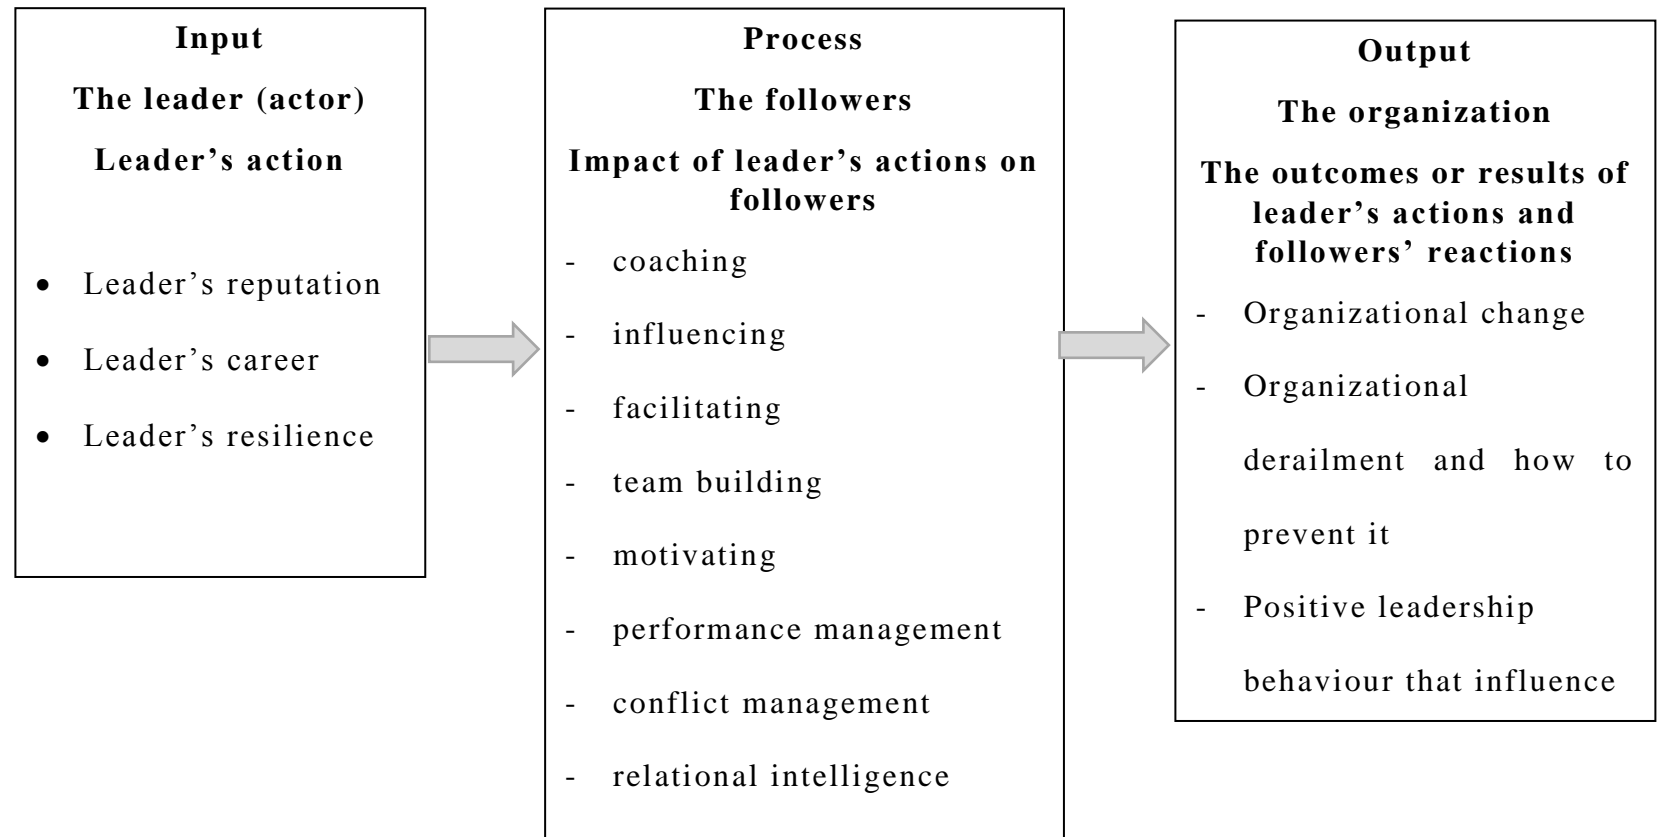 Input
The leader (actor)
Leader’s action
• Leader’s reputation
• Leader’s career
• Leader’s resilience
Process
The followers
Impact of leader’s actions on
followers
- coaching
- influencing
- facilitating
- team building
- motivating
- performance management
- conflict management
- relational intelligence
Output
The organization
The outcomes or results of
leader’s actions and
followers’ reactions
- Organizational change
- Organizational
derailment and how to
prevent it
- Positive leadership
behaviour that influence